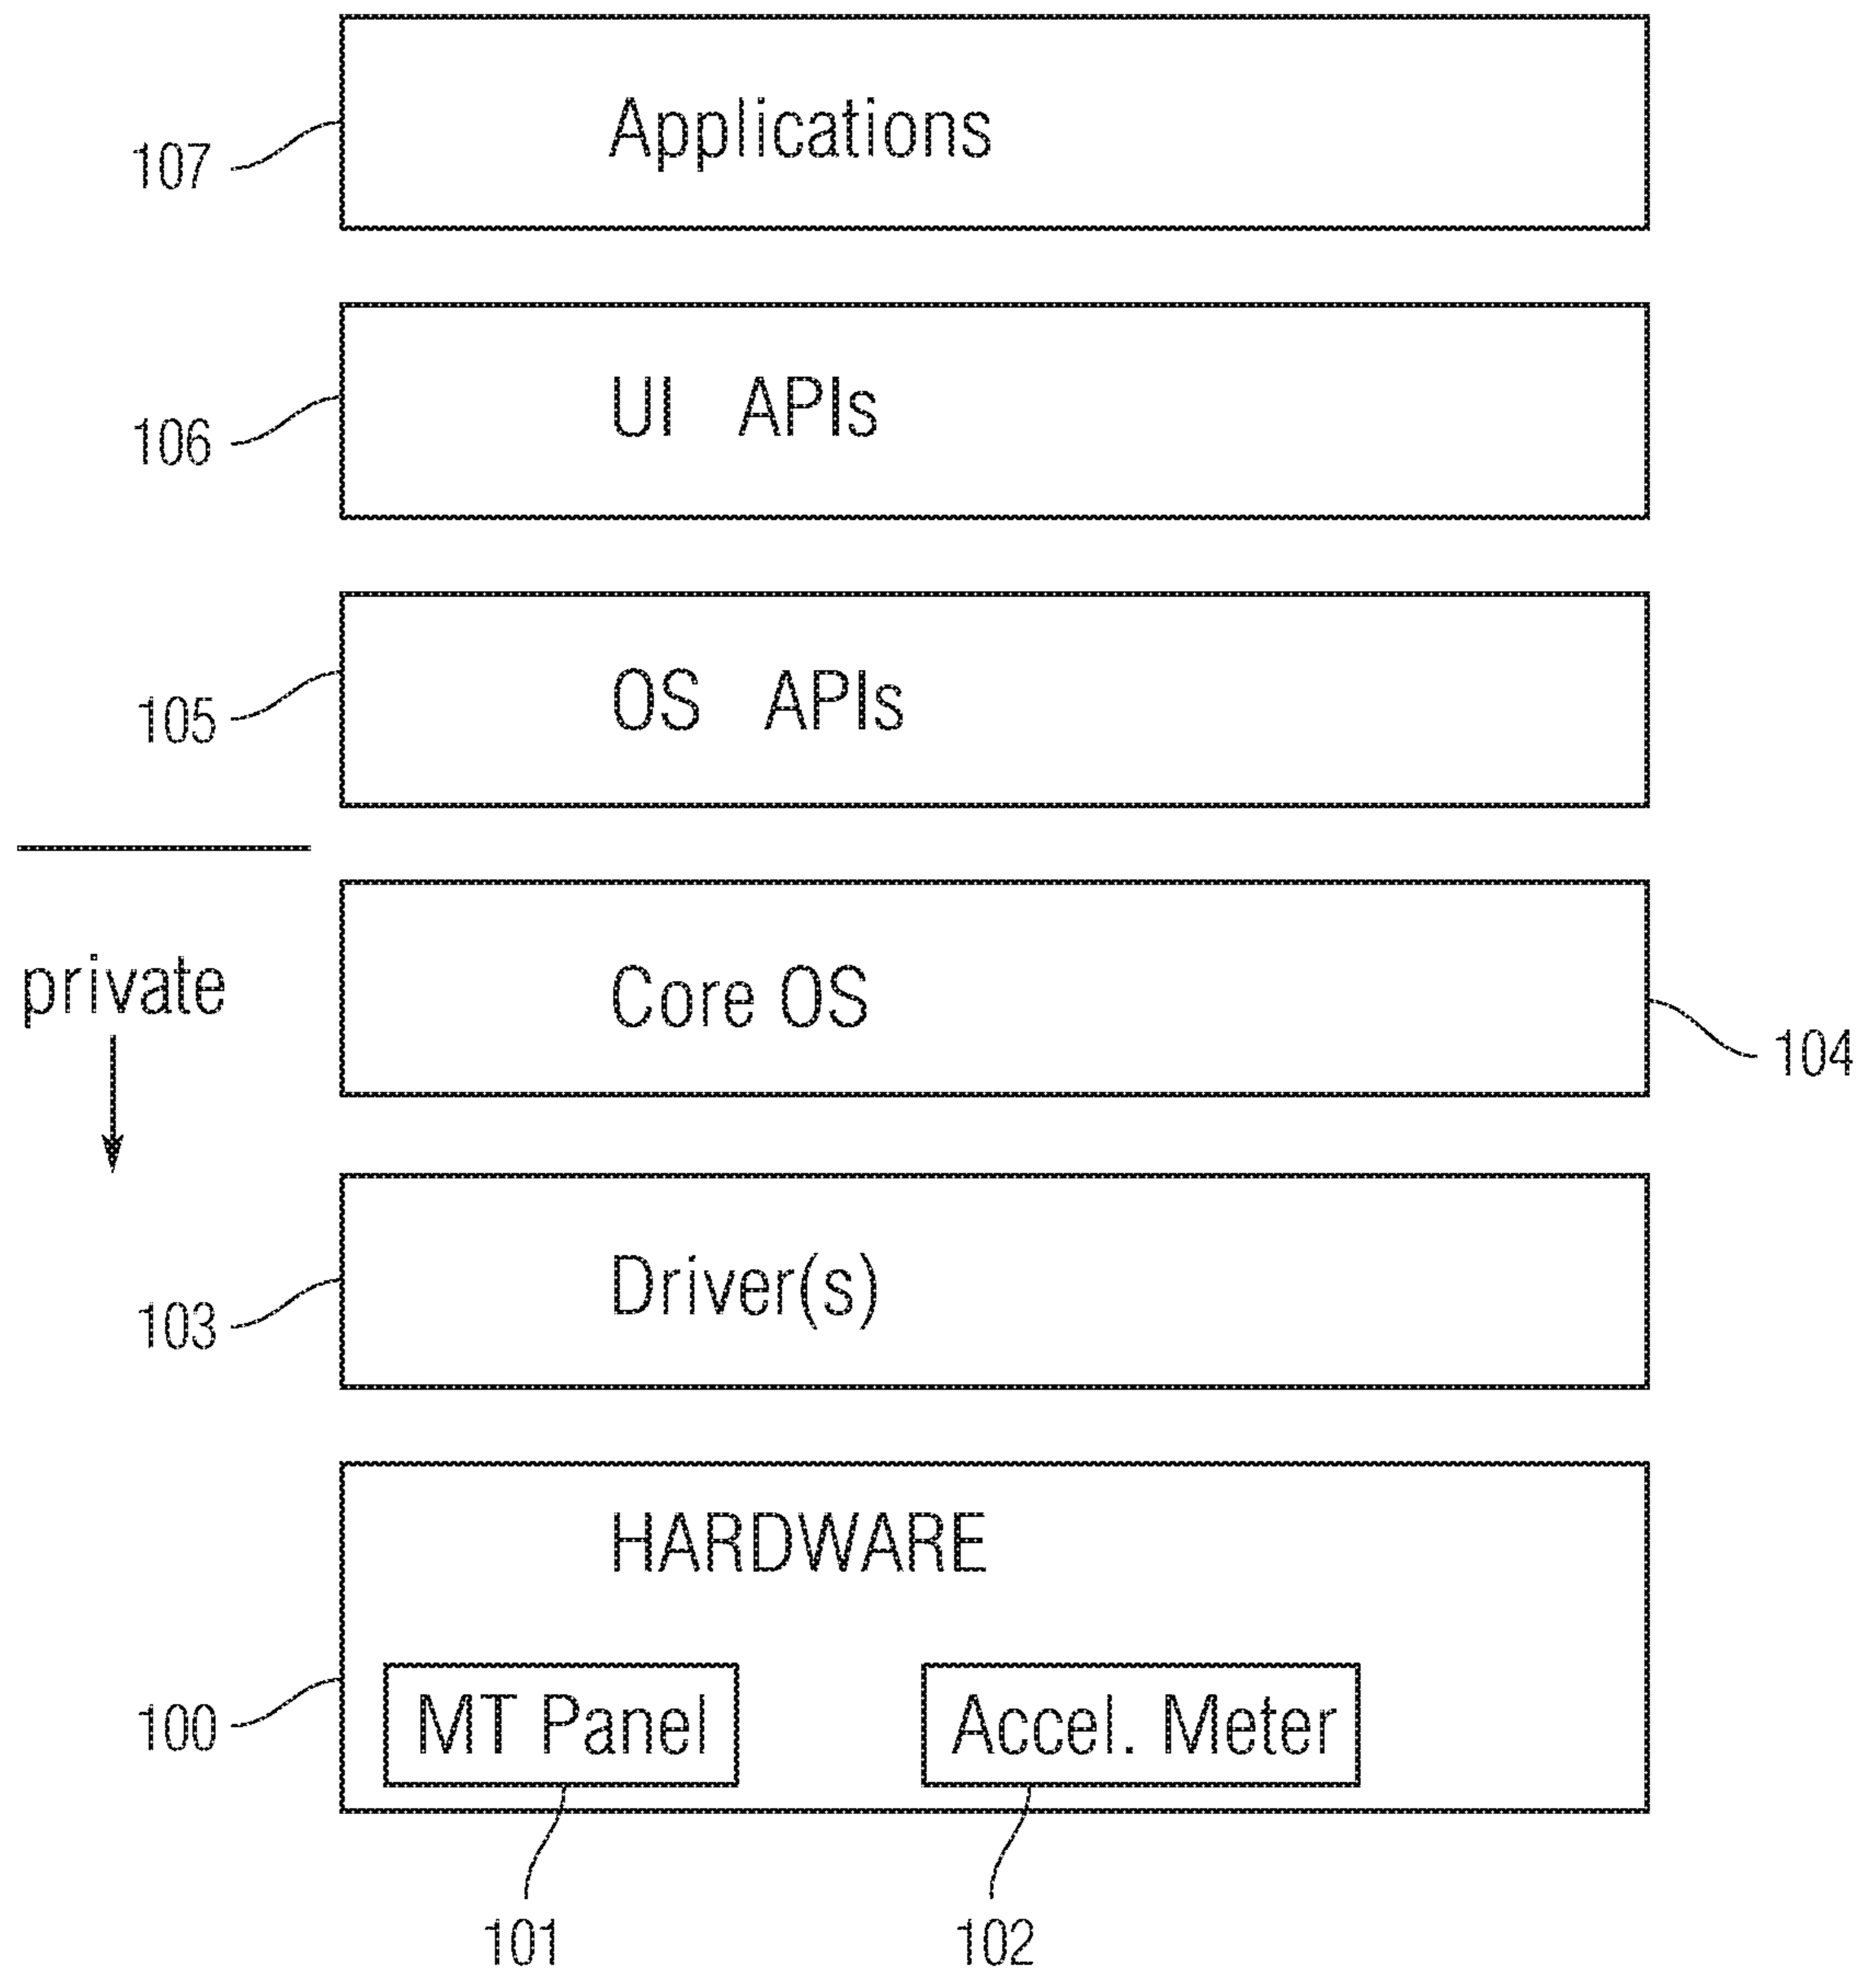 Applications
107
UI APIs
106
OS APIs
105
private
Core OS
104
Driver(s)
103
HARDWARE
100
MT Panel
Accel. Meter
101
102